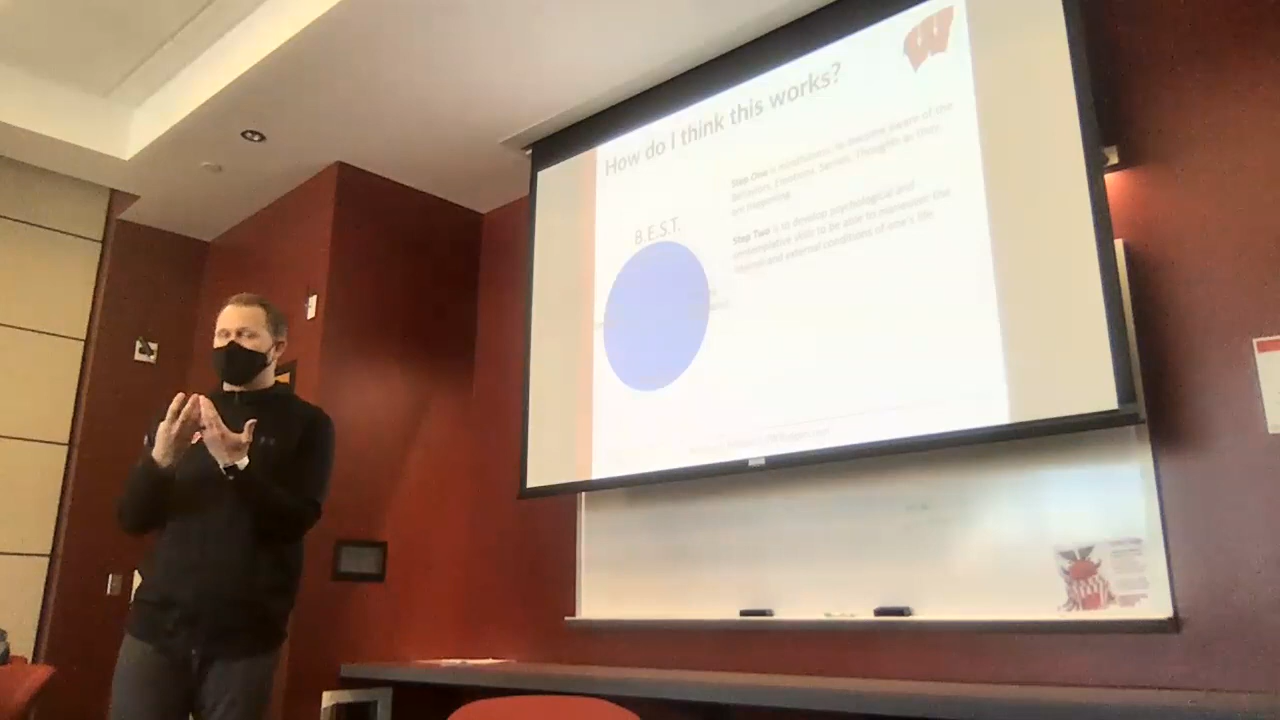 W
How do I think this works?
Step One is mindfulness, to become aware of the
Behaviors, Emotions, Senses, Thoughts as they
are happening
B.E.S.T.
Step Two is to develop psychological and
contemplative skills to be able to maneuver the
internal and external conditions of one's life